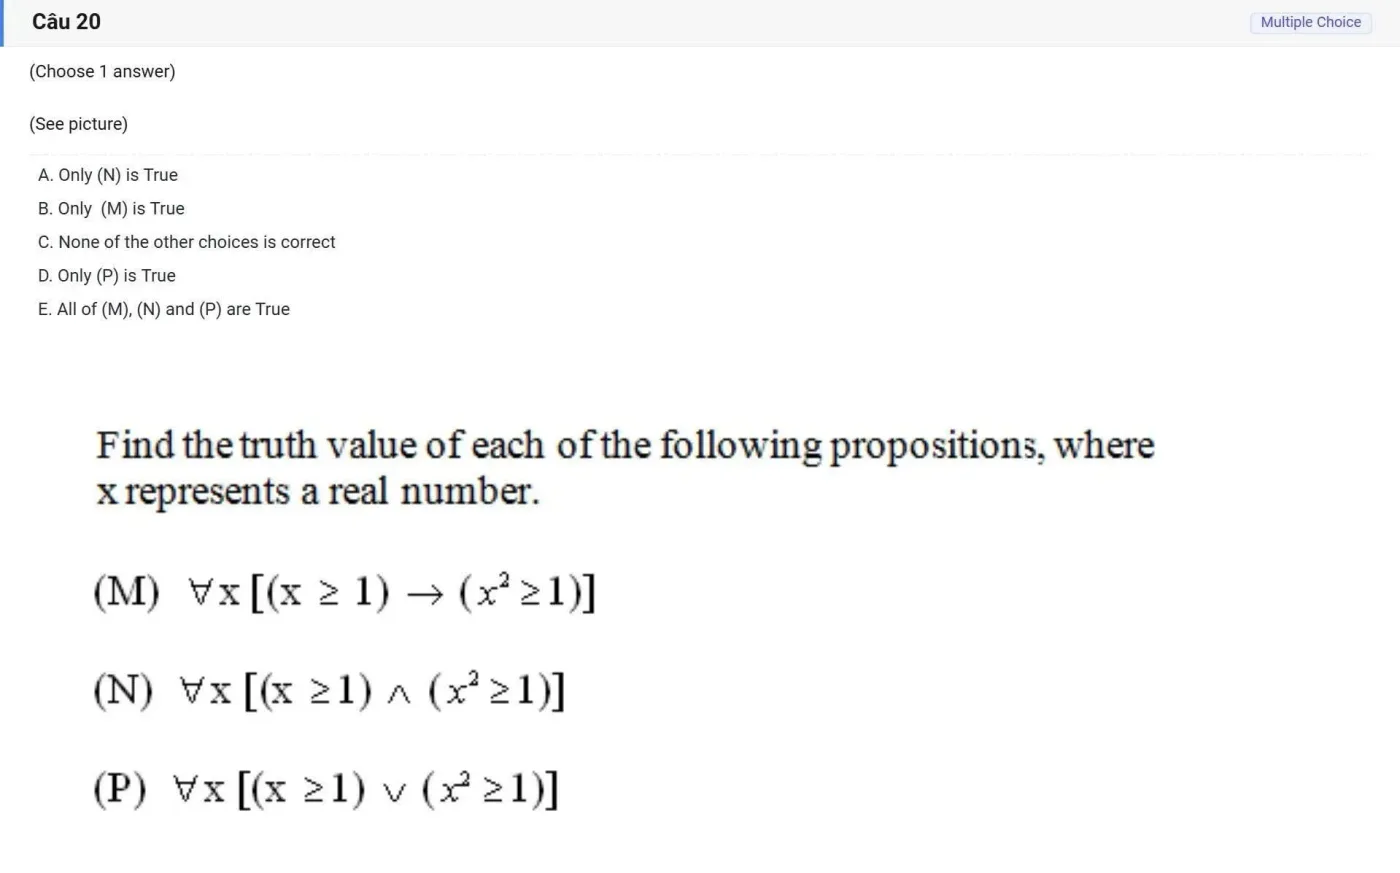 Câu 20
Multiple Choice
(Choose 1 answer)
(See picture)
A. Only (N) is True
B. Only  (M) is True
C. None of the other choices is correct
D. Only (P) is True
E. All of (M), (N) and (P) are True
Find the truth value of each of the following propositions, where
x represents a real number.
(M) ∀x [(x ≥ 1) → (x² ≥1)]
(N) ∀x [(x ≥1) ∧ (x² ≥1)]
(P) ∀x [(x ≥1) ∨ (x² ≥1)]